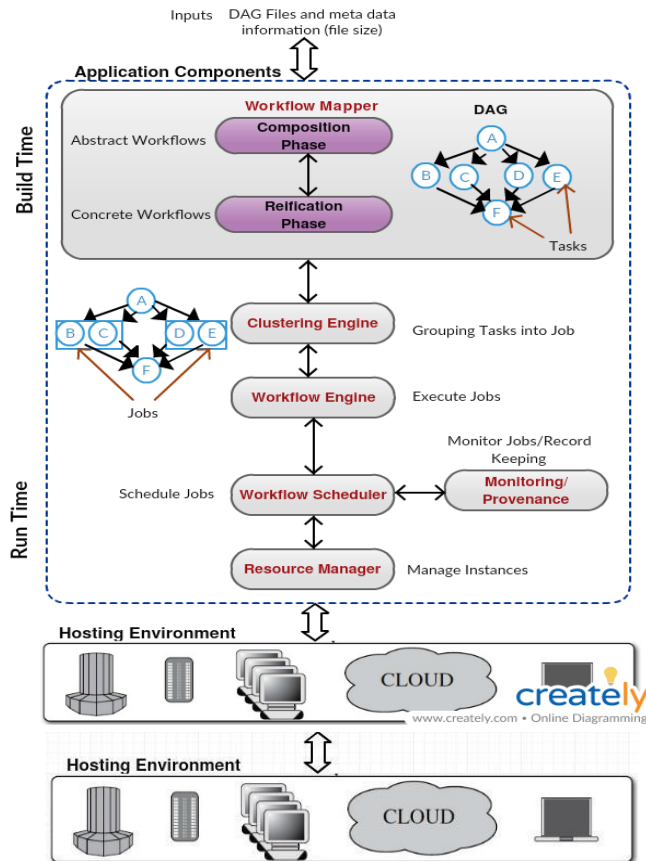 Inputs
DAG Files and meta data
information (file size)
Application Components
Build Time
Workflow Mapper
Abstract Workflows
Composition
Phase
Concrete Workflows
Reification
Phase
DAG
A
B
C
D
E
F
Tasks
A
B
C
D
E
F
Jobs
Clustering Engine
Grouping Tasks into Job
Workflow Engine
Execute Jobs
Run Time
Monitor Jobs/Record
Keeping
Schedule Jobs
Workflow Scheduler
Monitoring/
Provenance
Resource Manager
Manage Instances
Hosting Environment
CLOUD
creately
www.creately.com • Online Diagramming
Hosting Environment
CLOUD